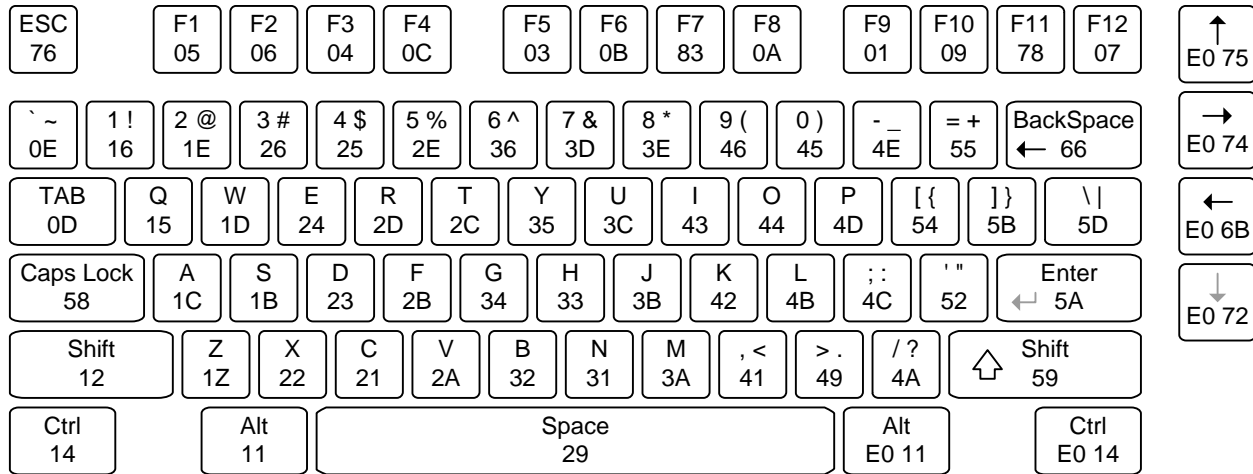 ESC F1 F2 F3 F4 F5 F6 F7 F8 F9 F10 F11 F12 ↑
76 05 06 04 0C 03 0B 83 0A 01 09 78 07 E0 75
` ~ 1 ! 2 @ 3 # 4 $ 5 % 6 ^ 7 & 8 * 9 ( 0 ) - _ = + BackSpace →
0E 16 1E 26 25 2E 36 3D 3E 46 45 4E 55 ← 66 E0 74
TAB Q W E R T Y U I O P [ { ] } \ | ←
0D 15 1D 24 2D 2C 35 3C 43 44 4D 54 5B 5D E0 6B
Caps Lock A S D F G H J K L ; : ' " Enter ↓
58 1C 1B 23 2B 34 33 3B 42 4B 4C 52 ↵ 5A E0 72
Shift Z X C V B N M , < > . / ? ⇧ Shift
12 1Z 22 21 2A 32 31 3A 41 49 4A 59
Ctrl Alt Space Alt Ctrl
14 11 29 E0 11 E0 14